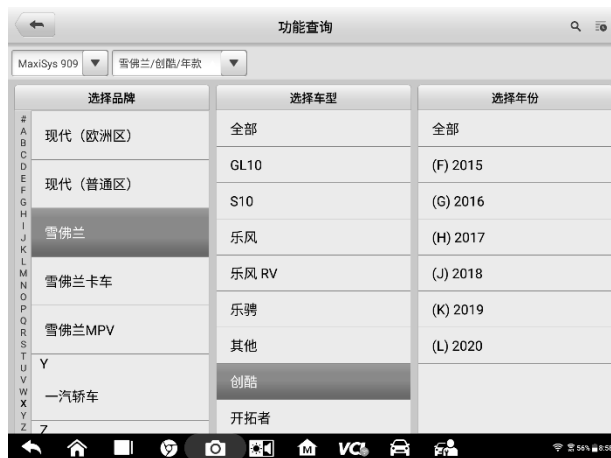 功能查询
MaxiSys 909
雪佛兰/创酷/年款
选择品牌
#
A
B
C
D
E
F
G
H
I
J
K
L
M
N
O
P
Q
R
S
T
U
V
W
X
Y
Z
现代（欧洲区）
现代（普通区）
雪佛兰
雪佛兰卡车
雪佛兰MPV
Y
一汽轿车
Z
选择车型
全部
GL10
S10
乐风
乐风 RV
乐骋
其他
创酷
开拓者
选择年份
全部
(F) 2015
(G) 2016
(H) 2017
(J) 2018
(K) 2019
(L) 2020
M
VCI
56% 8:58